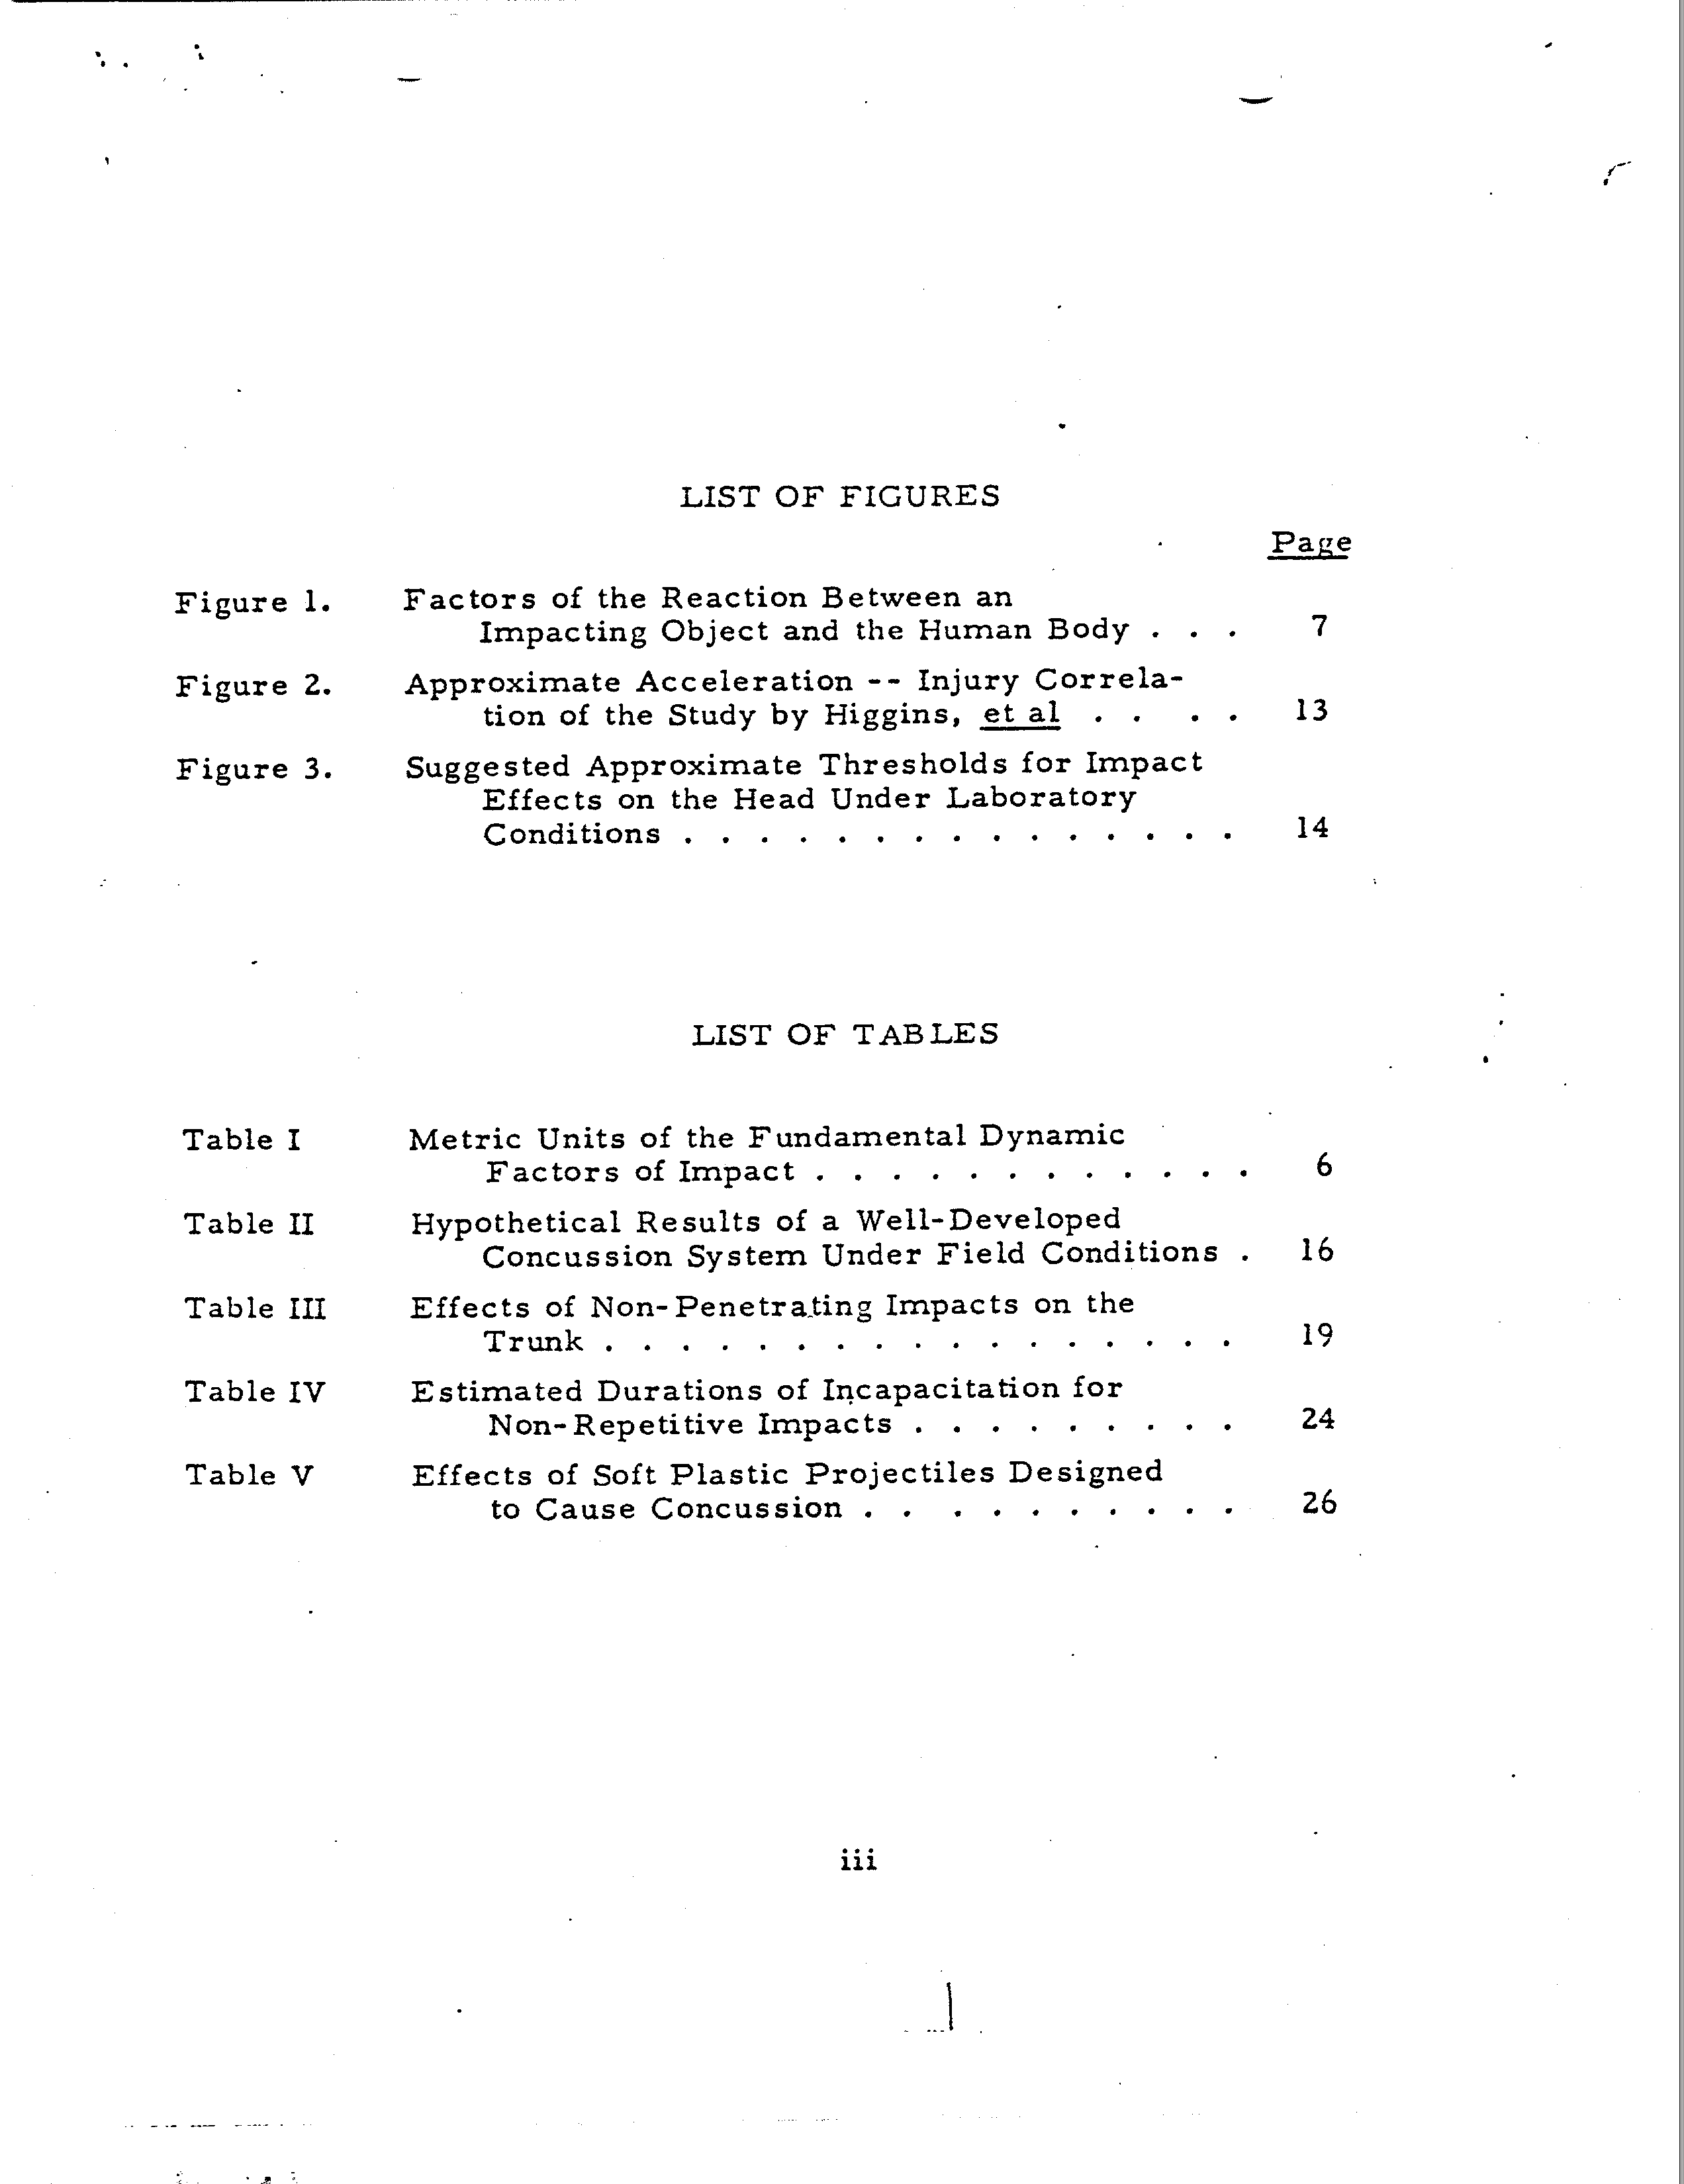 LIST OF FIGURES
Page
Figure 1. Factors of the Reaction Between an
Impacting Object and the Human Body . . . 7
Figure 2. Approximate Acceleration -- Injury Correla-
tion of the Study by Higgins, et al . . . . 13
Figure 3. Suggested Approximate Thresholds for Impact
Effects on the Head Under Laboratory
Conditions . . . . . . . . . . . . . . . 14
LIST OF TABLES
Table I Metric Units of the Fundamental Dynamic
Factors of Impact . . . . . . . . . . . . 6
Table II Hypothetical Results of a Well-Developed
Concussion System Under Field Conditions . 16
Table III Effects of Non-Penetrating Impacts on the
Trunk . . . . . . . . . . . . . . . . . 19
Table IV Estimated Durations of Incapacitation for
Non-Repetitive Impacts . . . . . . . . . 24
Table V Effects of Soft Plastic Projectiles Designed
to Cause Concussion . . . . . . . . . . 26
iii